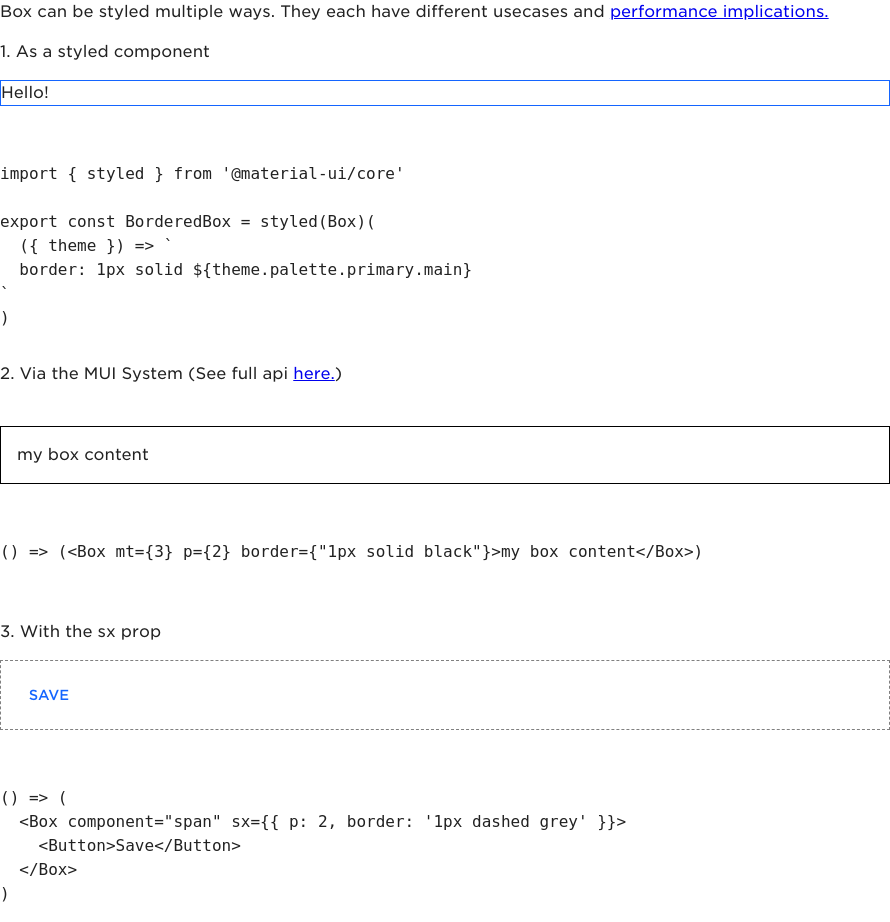 Box can be styled multiple ways. They each have different usecases and performance implications.
1. As a styled component
Hello!
import { styled } from '@material-ui/core'
export const BorderedBox = styled(Box)(
  ({ theme }) => `
  border: 1px solid ${theme.palette.primary.main}
`
)
2. Via the MUI System (See full api here.)
my box content
() => (<Box mt={3} p={2} border={"1px solid black"}>my box content</Box>)
3. With the sx prop
SAVE
() => (
  <Box component="span" sx={{ p: 2, border: '1px dashed grey' }}>
    <Button>Save</Button>
  </Box>
)